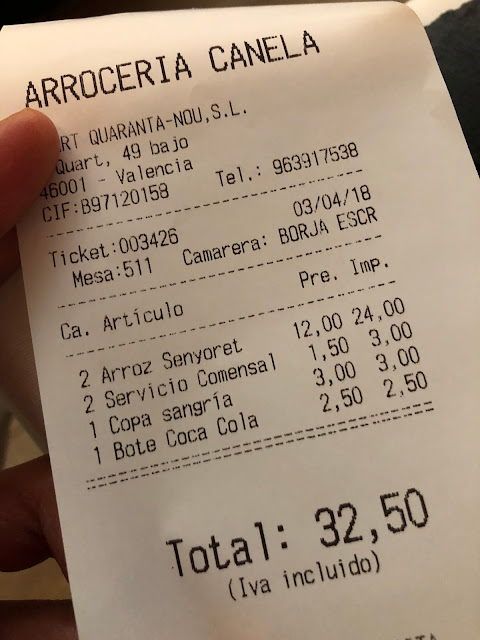 ARROCERIA CANELA
QUARANTA-NOU,S.L.
Quart, 49 bajo
46001 - Valencia
CIF:B97120159 Tel.: 963917538
Ticket:003426 03/04/18
Mesa:511 Camarera: BORJA ESCR
Ca. Artículo Pre. Imp.
2 Arroz Senyoret 12,00 24,00
2 Servicio Comensal 1,50 3,00
1 Copa sangría 3,00 3,00
1 Bote Coca Cola 2,50 2,50
Total: 32,50
(Iva incluido)